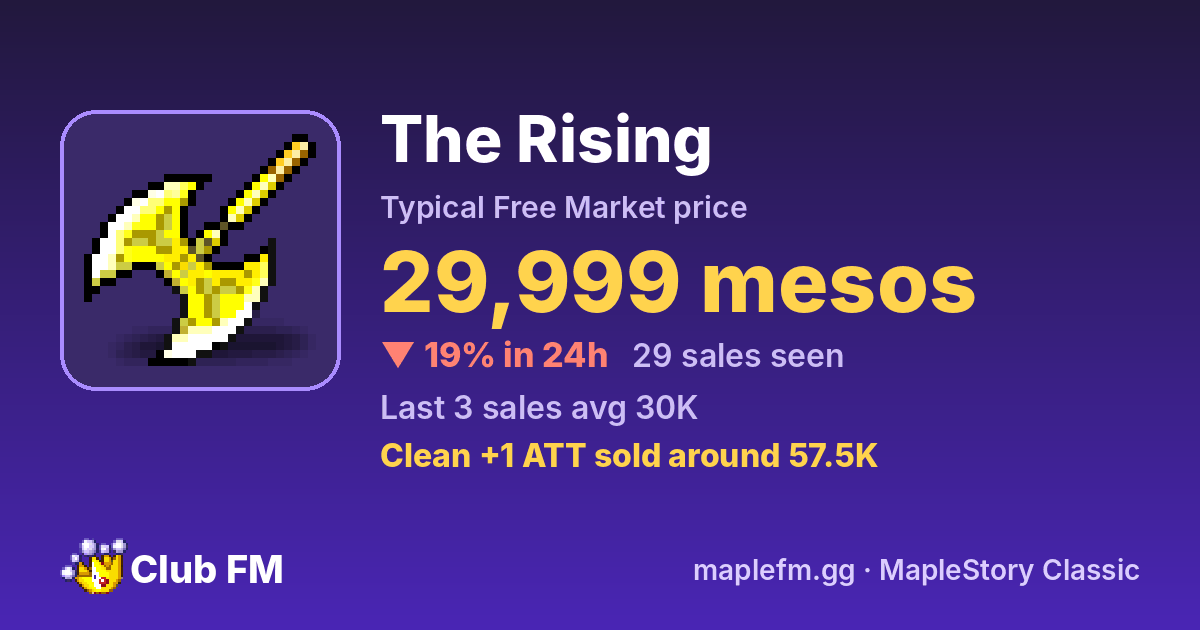 The Rising
Typical Free Market price
29,999 mesos
▼ 19% in 24h 29 sales seen
Last 3 sales avg 30K
Clean +1 ATT sold around 57.5K
Club FM
maplefm.gg · MapleStory Classic